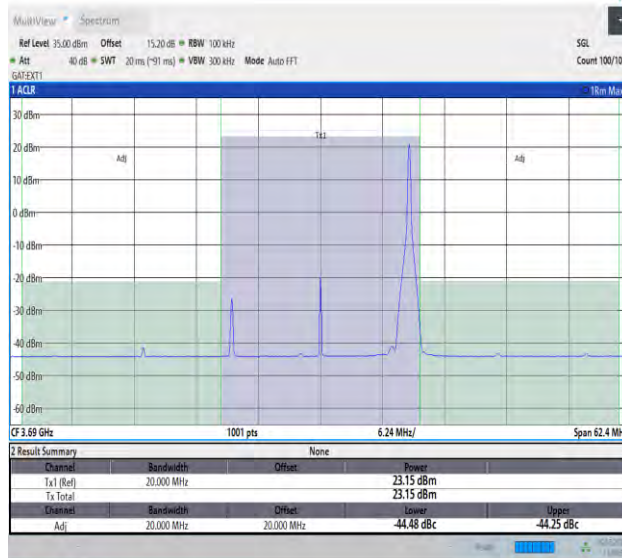 MultiView Spectrum
Ref Level 35.00 dBm Offset 15.20 dB RBW 100 kHz SGL
Att 40 dB SWT 20 ms (~91 ms) VBW 300 kHz Mode Auto FFT Count 100/10
GAT:EXT1
1 ACLR 1Rm Max
30 dBm
Tx1
20 dBm
Adj Adj
10 dBm
0 dBm
-10 dBm
-20 dBm
-30 dBm
-40 dBm
-50 dBm
-60 dBm
CF 3.69 GHz 1001 pts 6.24 MHz/ Span 62.4 MH
2 Result Summary None
Channel Bandwidth Offset Power
Tx1 (Ref) 20.000 MHz 23.15 dBm
Tx Total 23.15 dBm
Channel Bandwidth Offset Lower Upper
Adj 20.000 MHz 20.000 MHz -44.48 dBc -44.25 dBc